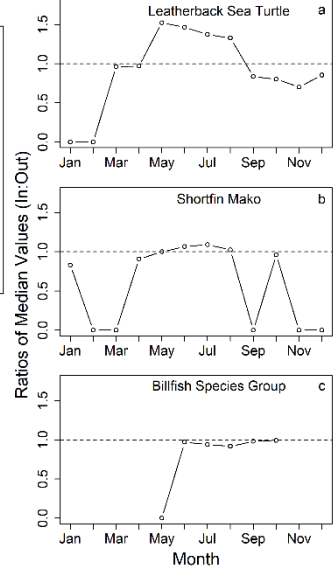 Ratios of Median Values (In:Out)
Leatherback Sea Turtle a
1.5
1.0
0.5
0.0
Jan Mar May Jul Sep Nov
Shortfin Mako b
1.5
1.0
0.5
0.0
Jan Mar May Jul Sep Nov
Billfish Species Group c
1.5
1.0
0.5
0.0
Jan Mar May Jul Sep Nov
Month